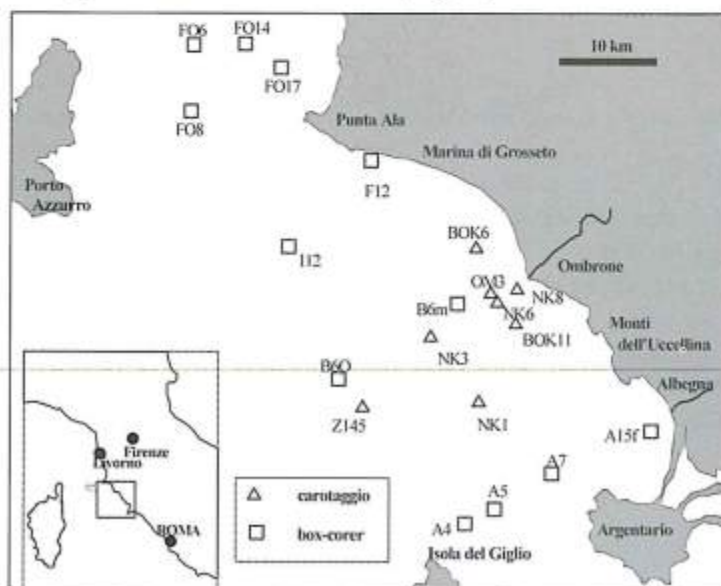 FO6
FO14
10 km
FO17
Punta Ala
FO8
Marina di Grosseto
Porto
Azzurro
F12
BOK6
I12
Ombrone
OM3
NK8
B6m
NK6
BOK11
Monti
dell'Uccellina
NK3
B6O
Albegna
Z145
NK1
A15f
Firenze
Livorno
A7
carotaggio
A5
box-corer
A4
Argentario
ROMA
Isola del Giglio